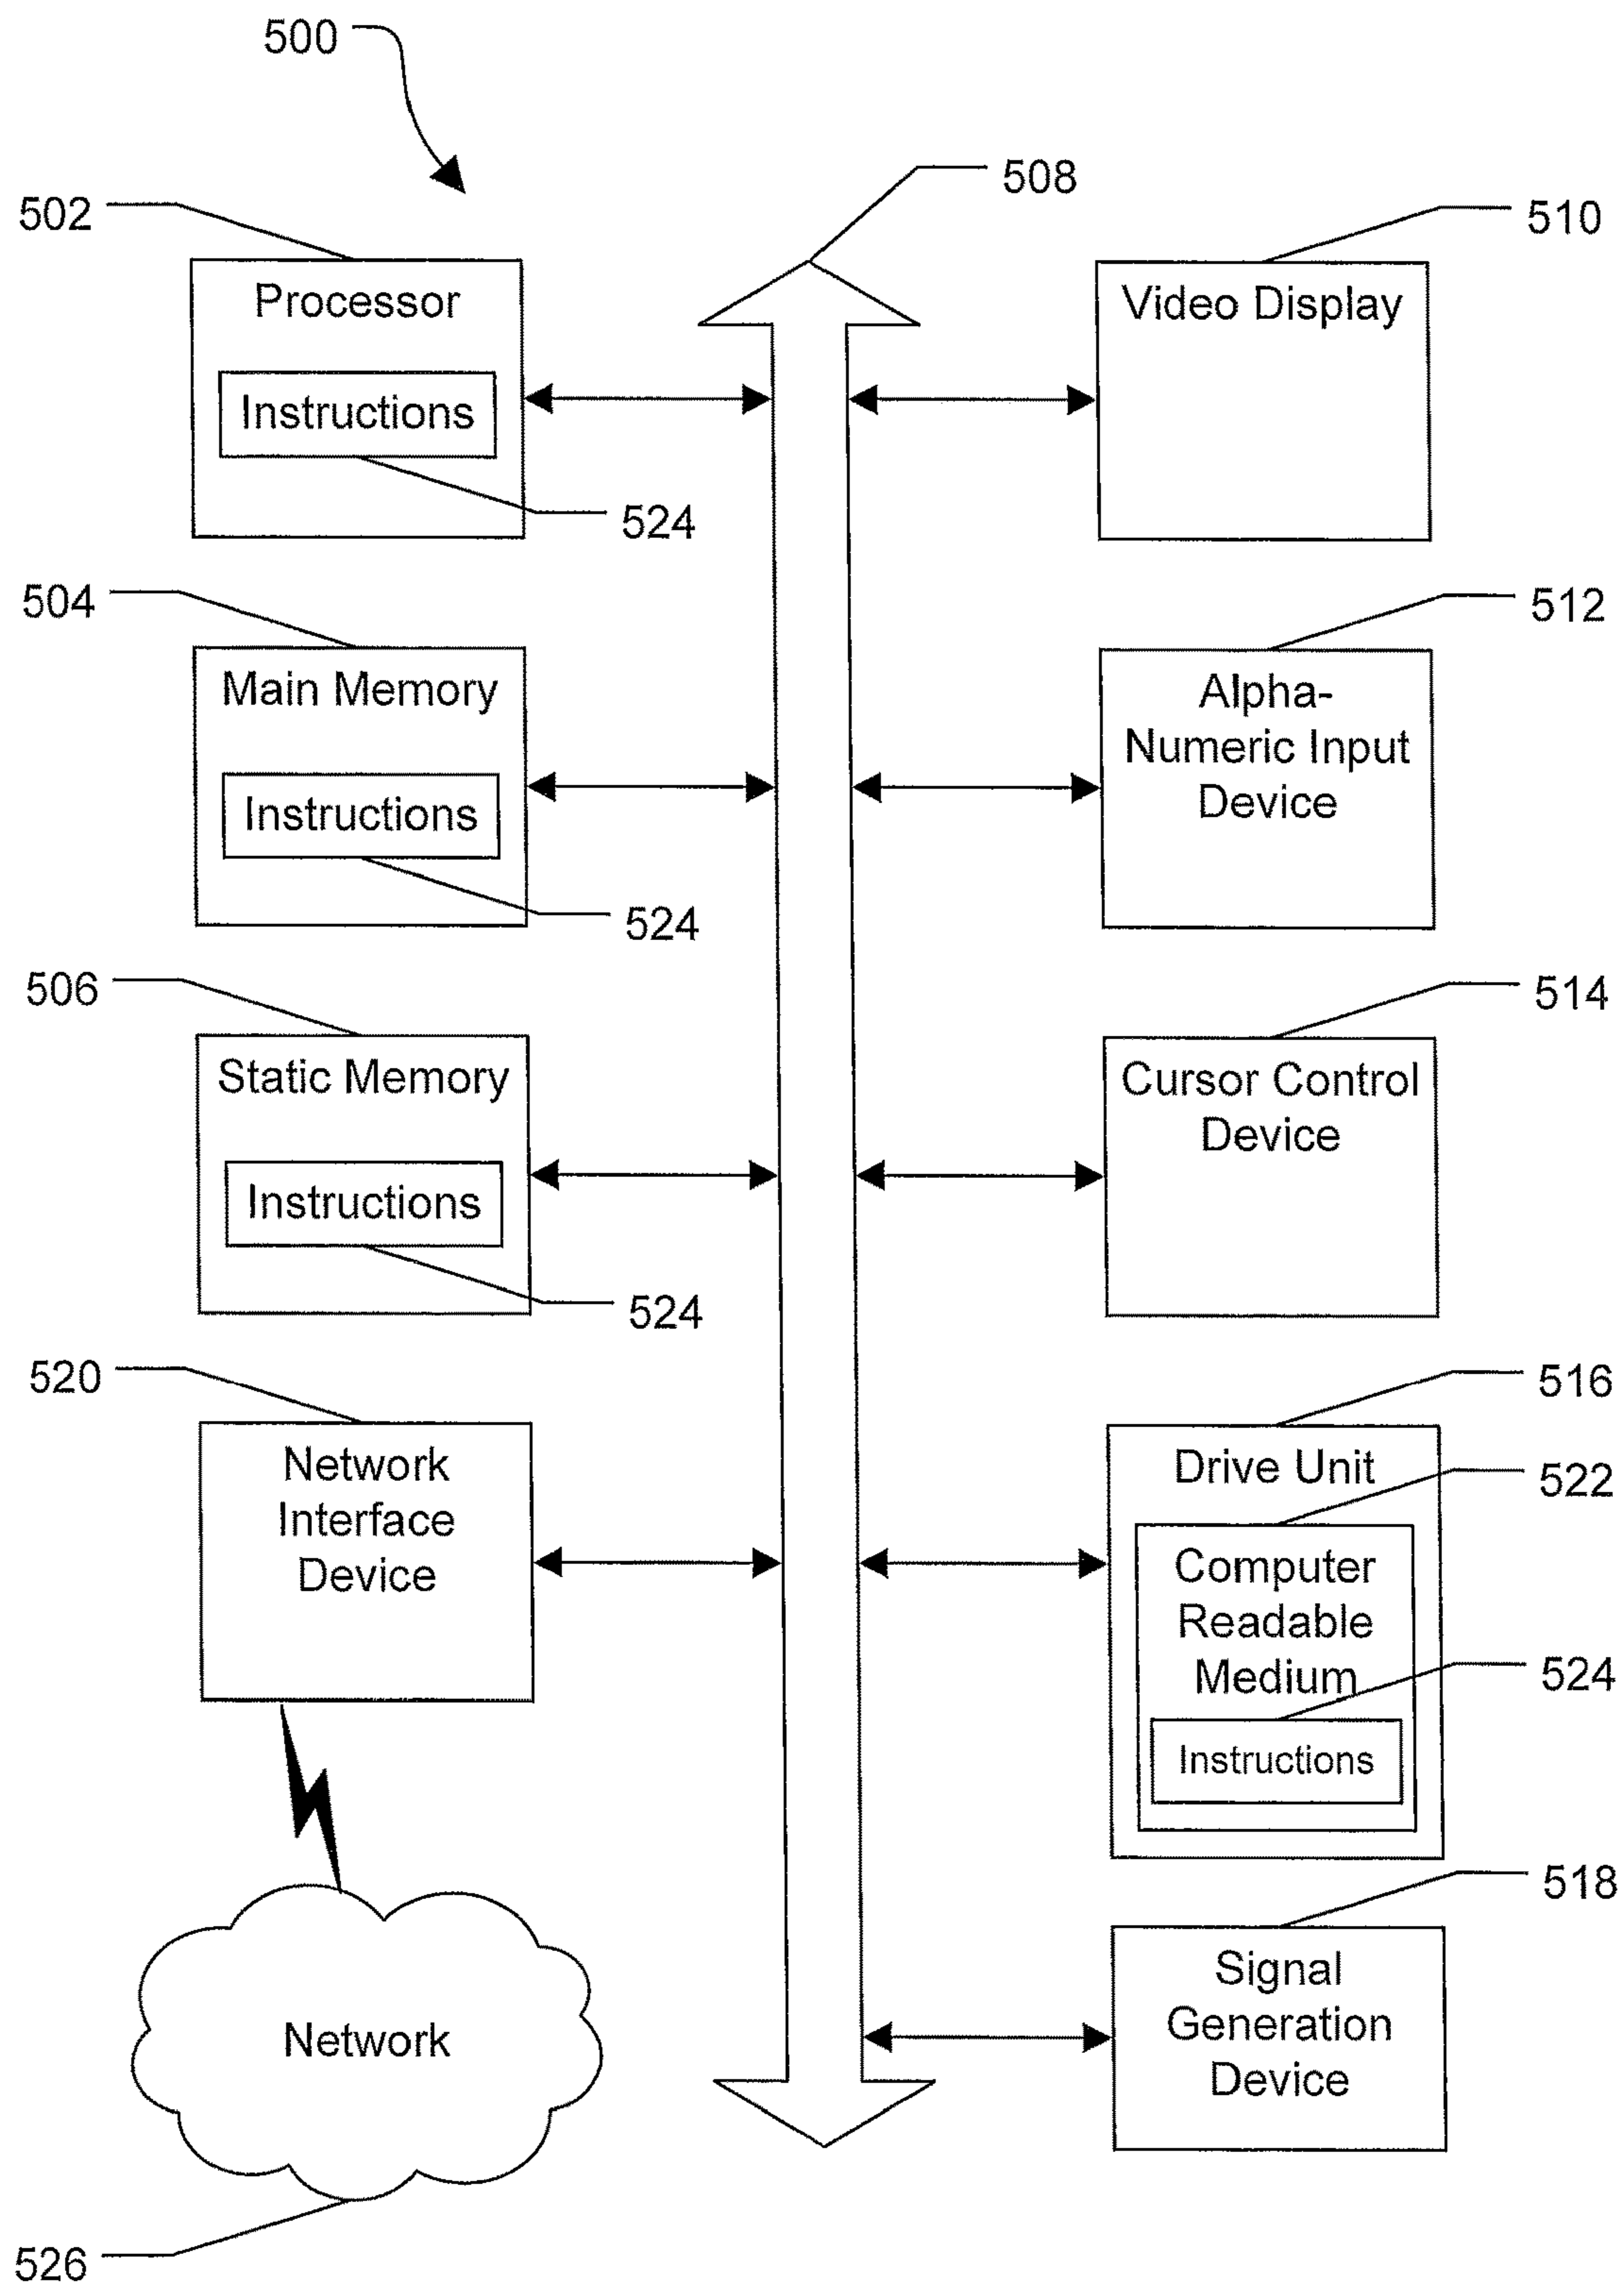 500
508
502
510
Processor
Instructions
524
Video Display
504
512
Main Memory
Instructions
524
Alpha-
Numeric Input
Device
506
514
Static Memory
Instructions
524
Cursor Control
Device
520
516
Network
Interface
Device
Drive Unit
522
Computer
Readable
Medium
524
Instructions
518
Signal
Generation
Device
Network
526